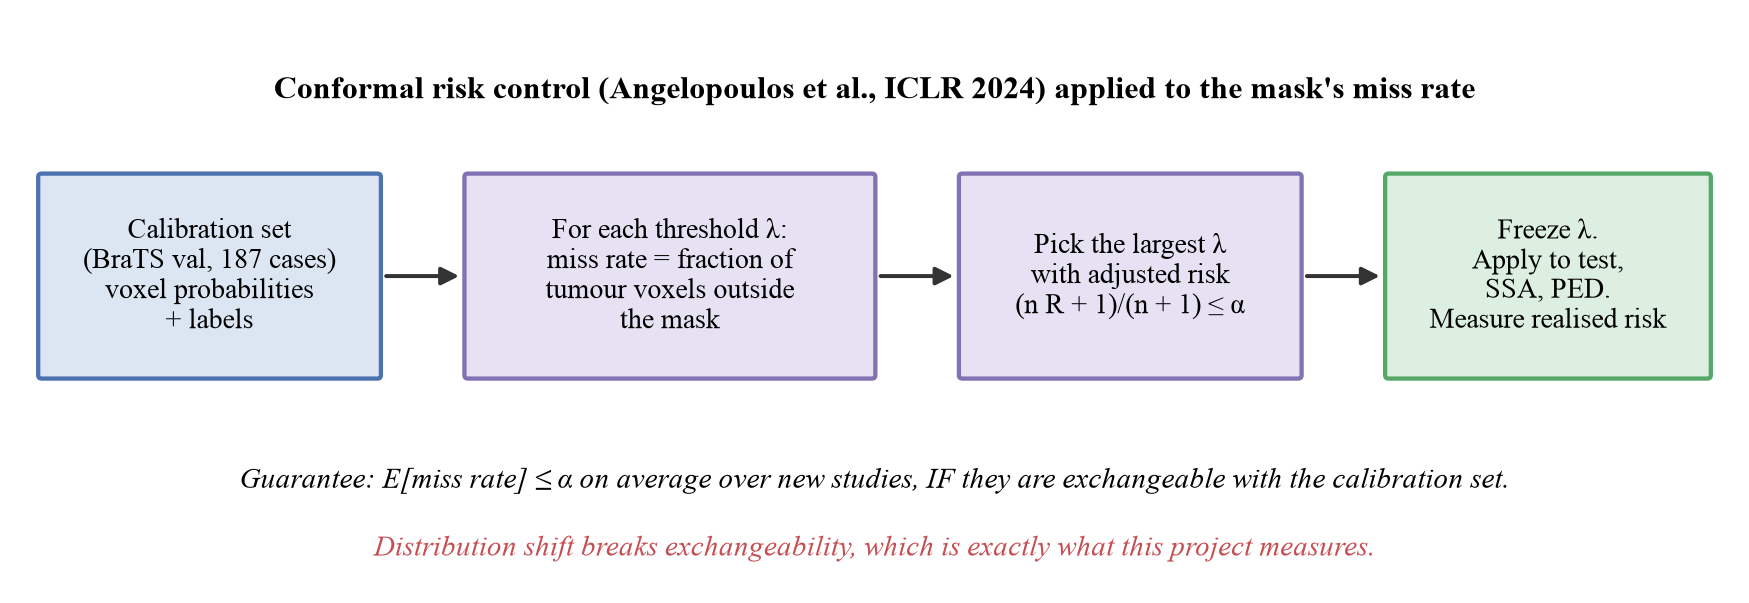 Conformal risk control (Angelopoulos et al., ICLR 2024) applied to the mask's miss rate
Calibration set
(BraTS val, 187 cases)
voxel probabilities
+ labels
For each threshold λ:
miss rate = fraction of
tumour voxels outside
the mask
Pick the largest λ
with adjusted risk
(n R + 1)/(n + 1) ≤ α
Freeze λ.
Apply to test,
SSA, PED.
Measure realised risk
Guarantee: E[miss rate] ≤ α on average over new studies, IF they are exchangeable with the calibration set.
Distribution shift breaks exchangeability, which is exactly what this project measures.